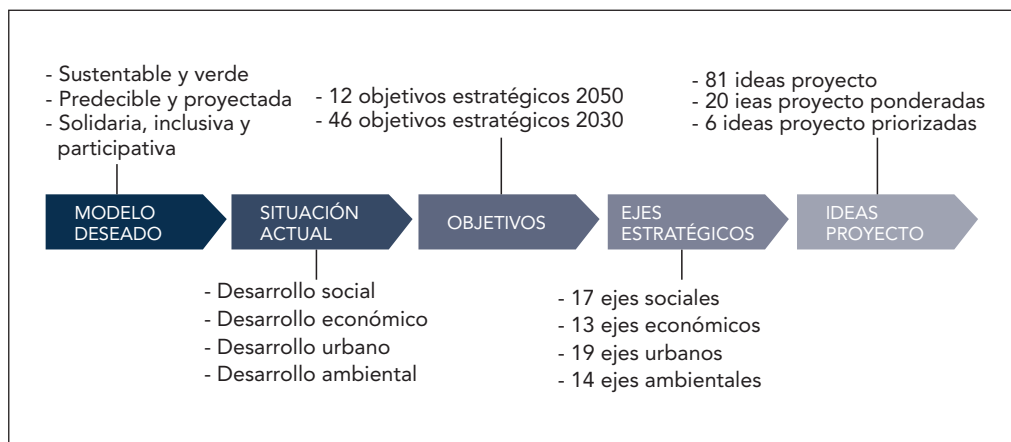 - Sustentable y verde
- Predecible y proyectada
- Solidaria, inclusiva y
participativa
- 12 objetivos estratégicos 2050
- 46 objetivos estratégicos 2030
- 81 ideas proyecto
- 20 ieas proyecto ponderadas
- 6 ideas proyecto priorizadas
MODELO
DESEADO
SITUACIÓN
ACTUAL
OBJETIVOS
EJES
ESTRATÉGICOS
IDEAS
PROYECTO
- Desarrollo social
- Desarrollo económico
- Desarrollo urbano
- Desarrollo ambiental
- 17 ejes sociales
- 13 ejes económicos
- 19 ejes urbanos
- 14 ejes ambientales